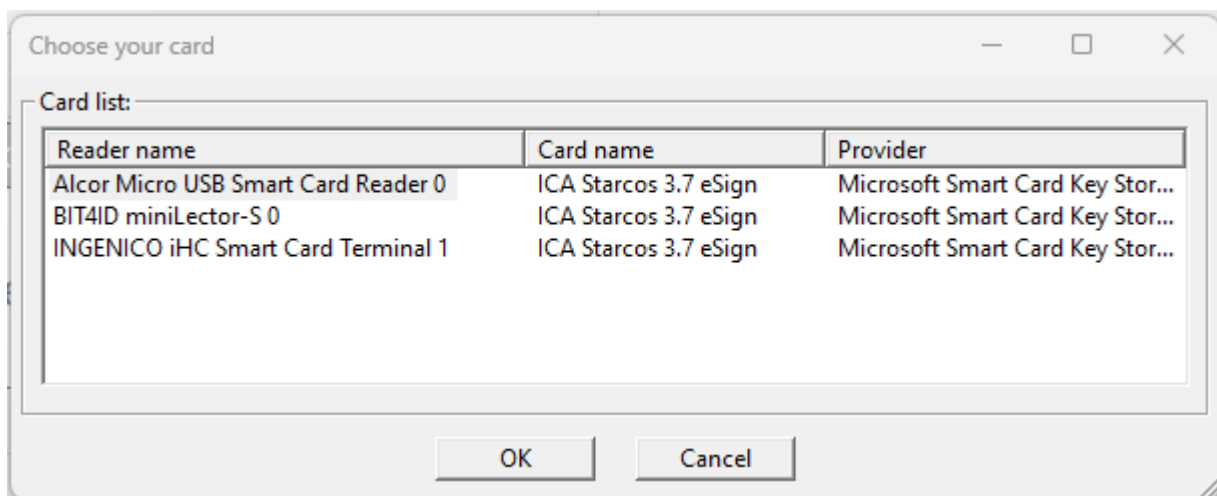 Choose your card
Card list:
Reader name Card name Provider
Alcor Micro USB Smart Card Reader 0 ICA Starcos 3.7 eSign Microsoft Smart Card Key Stor...
BIT4ID miniLector-S 0 ICA Starcos 3.7 eSign Microsoft Smart Card Key Stor...
INGENICO iHC Smart Card Terminal 1 ICA Starcos 3.7 eSign Microsoft Smart Card Key Stor...
OK Cancel